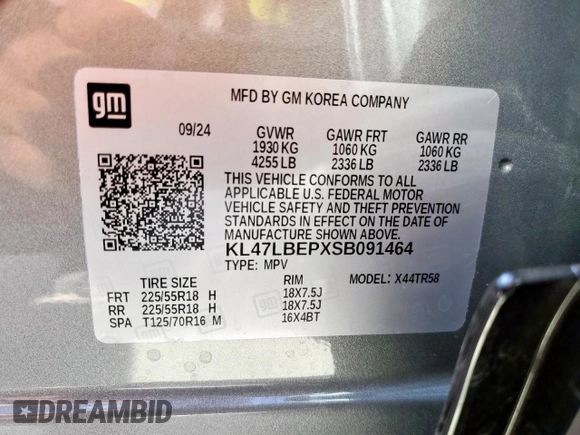 gm
MFD BY GM KOREA COMPANY
09/24 GVWR GAWR FRT GAWR RR
1930 KG 1060 KG 1060 KG
4255 LB 2336 LB 2336 LB
THIS VEHICLE CONFORMS TO ALL
APPLICABLE U.S. FEDERAL MOTOR
VEHICLE SAFETY AND THEFT PREVENTION
STANDARDS IN EFFECT ON THE DATE OF
MANUFACTURE SHOWN ABOVE.
KL47LBEPXSB091464
TYPE: MPV MODEL: X44TR58
TIRE SIZE RIM
FRT 225/55R18 H 18X7.5J
RR 225/55R18 H 18X7.5J
SPA T125/70R16 M 16X4BT
DREAMBID